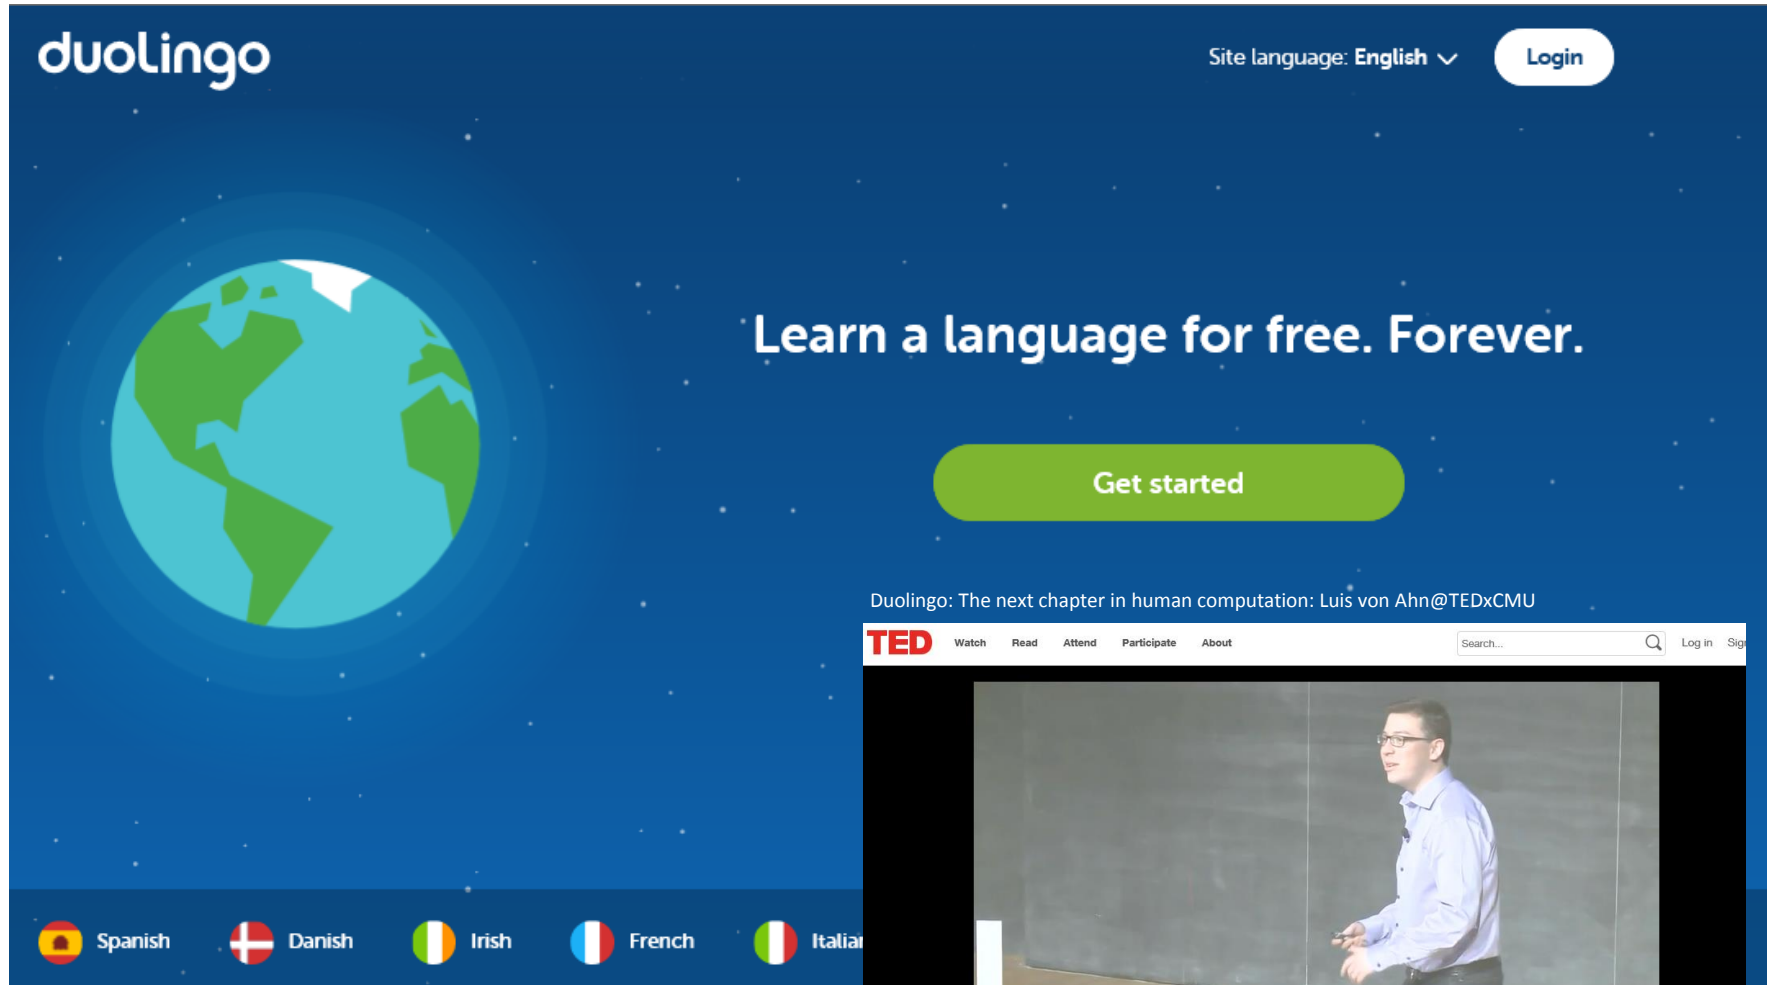 duolingo
Site language: English
Login
Learn a language for free. Forever.
Get started
Duolingo: The next chapter in human computation: Luis von Ahn@TEDxCMU
TED Watch Read Attend Participate About Search... Log in
Spanish Danish Irish French